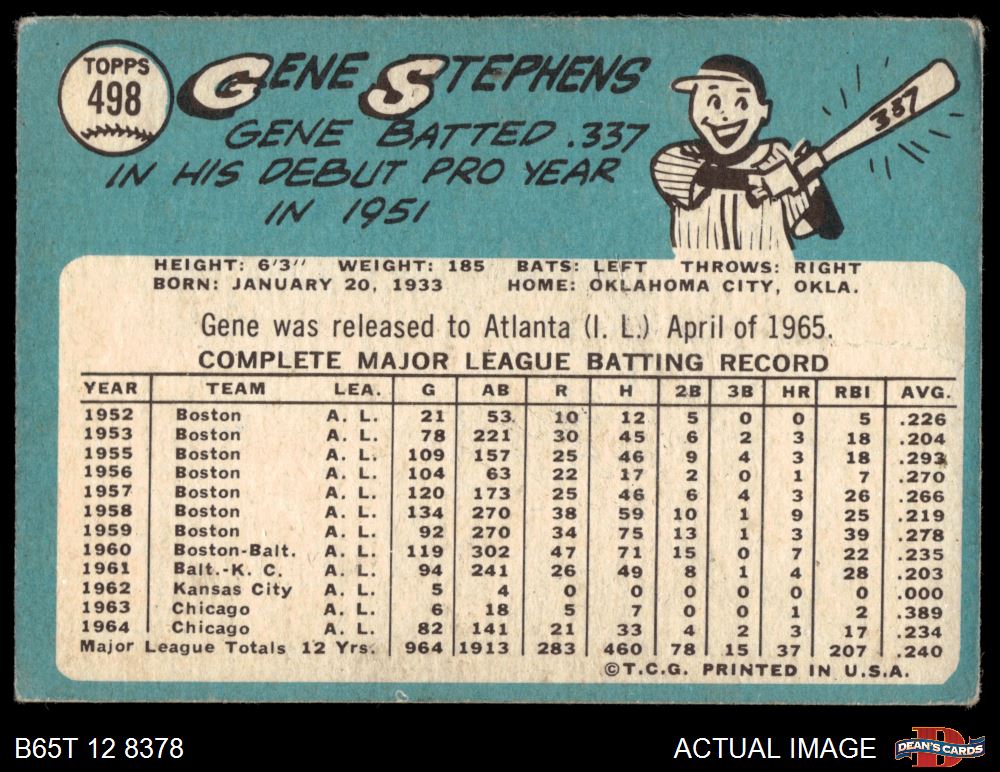 TOPPS
498
GENE STEPHENS
GENE BATTED .337
IN HIS DEBUT PRO YEAR
IN 1951
337
HEIGHT: 6'3" WEIGHT: 185 BATS: LEFT THROWS: RIGHT
BORN: JANUARY 20, 1933 HOME: OKLAHOMA CITY, OKLA.
Gene was released to Atlanta (I. L.) April of 1965.
COMPLETE MAJOR LEAGUE BATTING RECORD
YEAR TEAM LEA. G AB R H 2B 3B HR RBI AVG.
1952 Boston A. L. 21 53 10 12 5 0 0 5 .226
1953 Boston A. L. 78 221 30 45 6 2 3 18 .204
1955 Boston A. L. 109 157 25 46 9 4 3 18 .293
1956 Boston A. L. 104 63 22 17 2 0 1 7 .270
1957 Boston A. L. 120 173 25 46 6 4 3 26 .266
1958 Boston A. L. 134 270 38 59 10 1 9 25 .219
1959 Boston A. L. 92 270 34 75 13 1 3 39 .278
1960 Boston-Balt. A. L. 119 302 47 71 15 0 7 22 .235
1961 Balt.-K. C. A. L. 94 241 26 49 8 1 4 28 .203
1962 Kansas City A. L. 5 4 0 0 0 0 0 0 .000
1963 Chicago A. L. 6 18 5 7 0 0 1 2 .389
1964 Chicago A. L. 82 141 21 33 4 2 3 17 .234
Major League Totals 12 Yrs. 964 1913 283 460 78 15 37 207 .240
©T.C.G. PRINTED IN U.S.A.
B65T 12 8378 ACTUAL IMAGE D DEAN'S CARDS